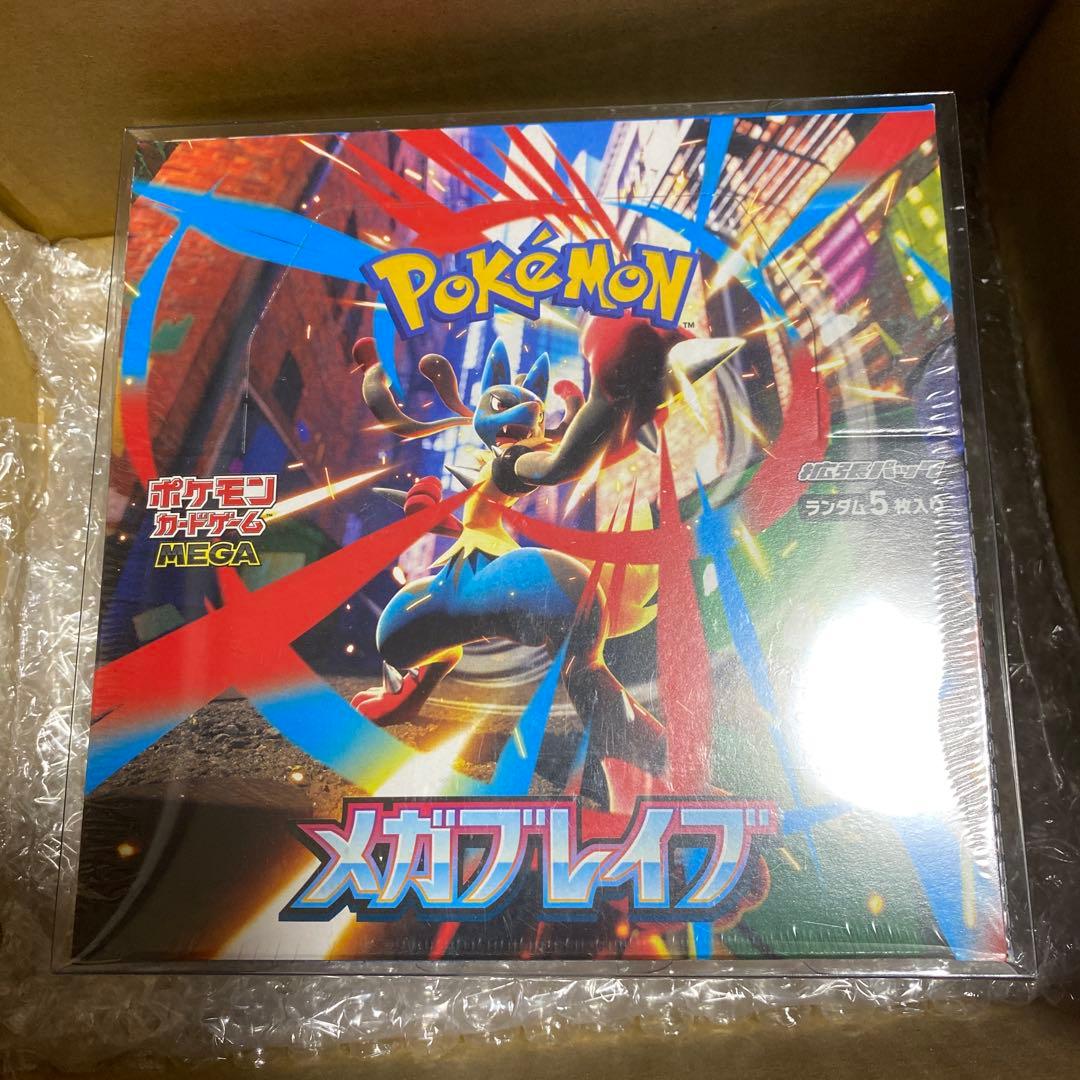 POKéMON
TM
ポケモン
カードゲーム
MEGA
拡張パック
ランダム5枚入り
メガブレイブ